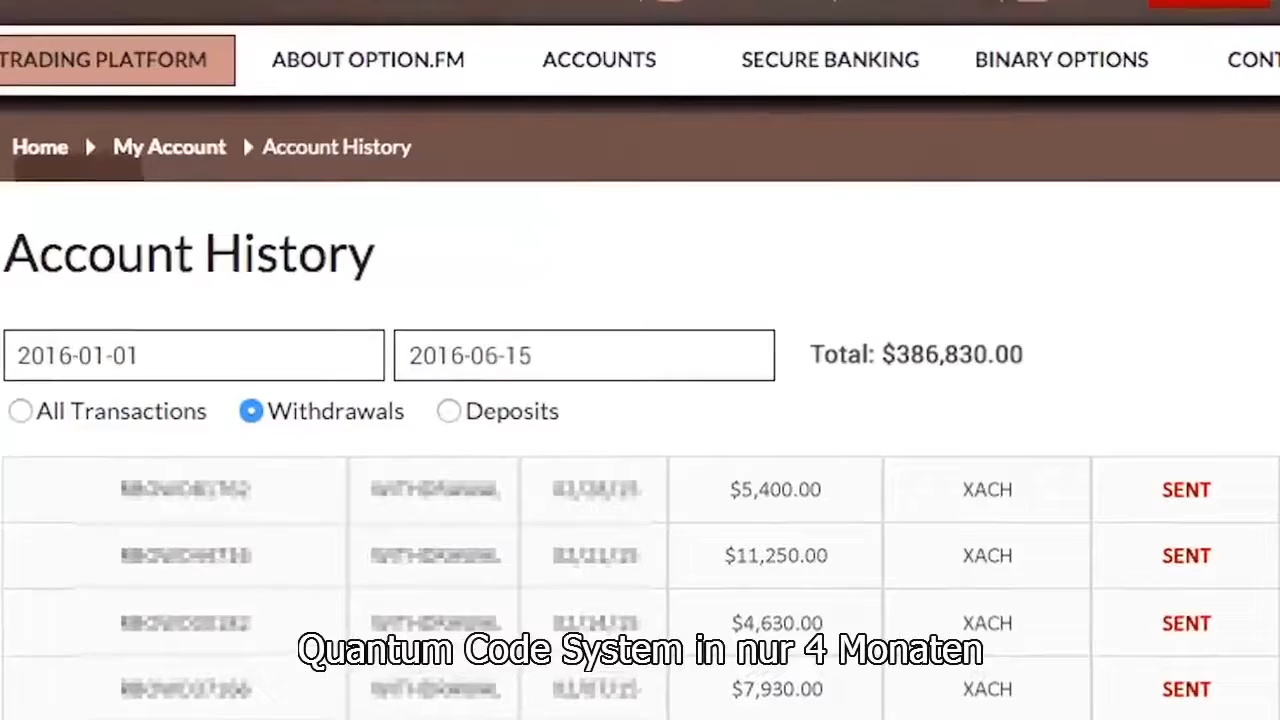 TRADING PLATFORM ABOUT OPTION.FM ACCOUNTS SECURE BANKING BINARY OPTIONS CONT
Home My Account Account History
Account History
2016-01-01 2016-06-15 Total: $386,830.00
All Transactions Withdrawals Deposits
$5,400.00 XACH SENT
$11,250.00 XACH SENT
$4,630.00 XACH SENT
Quantum Code System in nur 4 Monaten
$7,930.00 XACH SENT